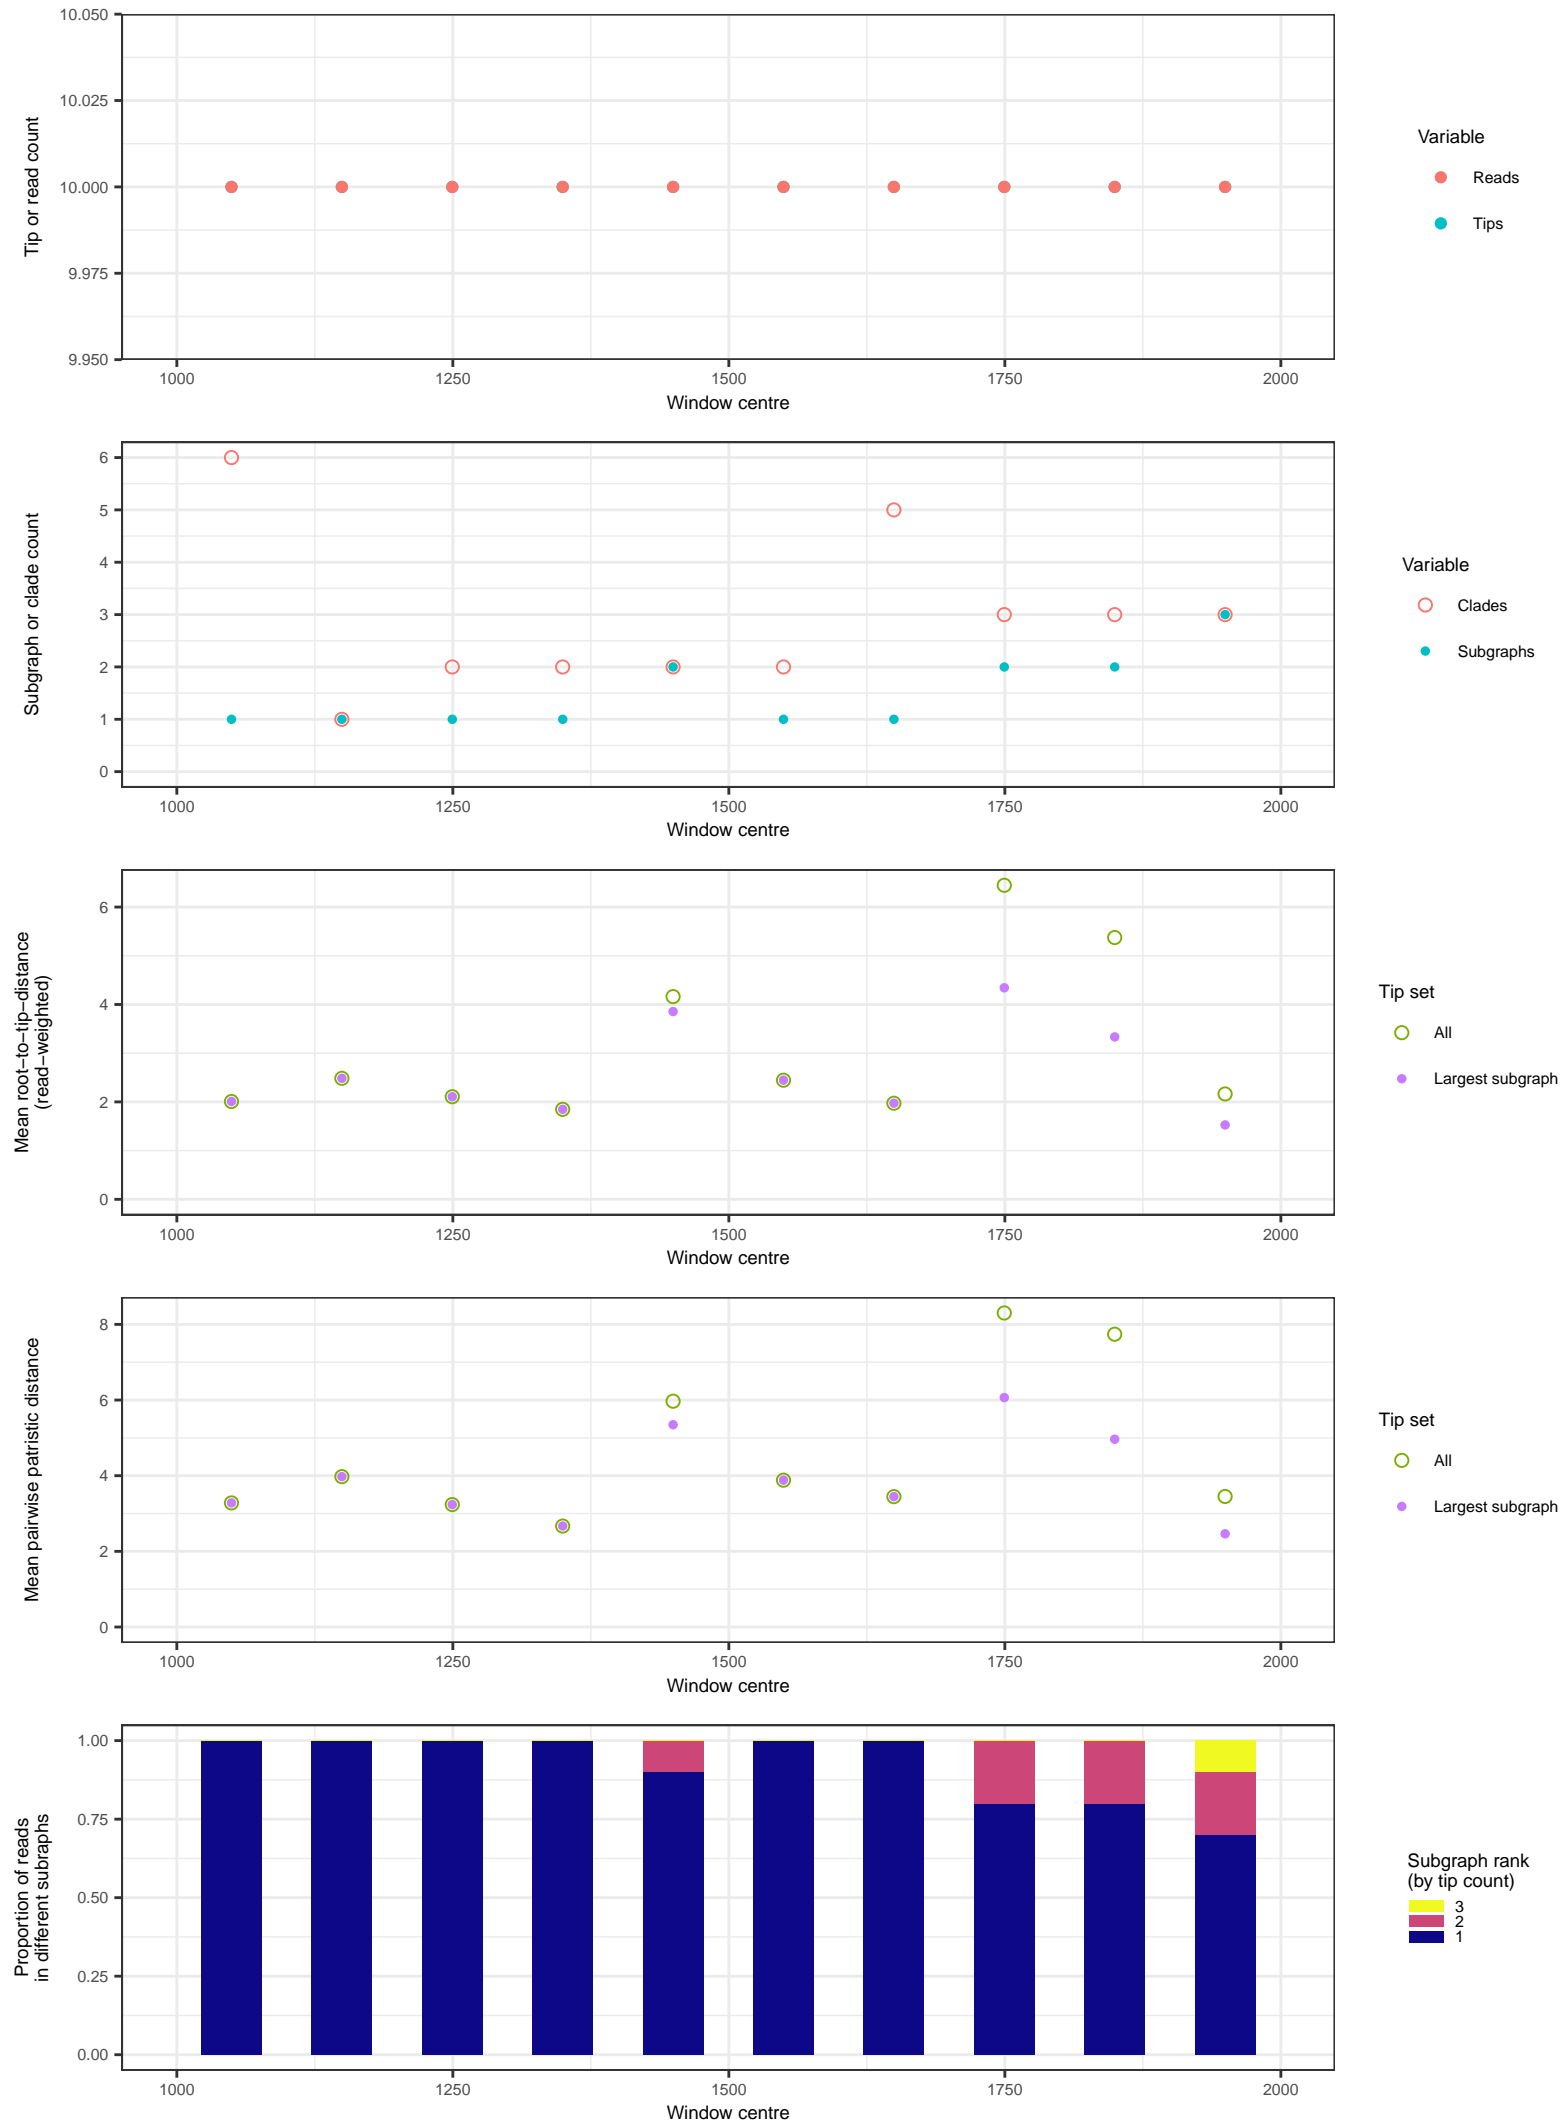 10.050
10.025
10.000
9.975
9.950
Tip or read count
1000 1250 1500 1750 2000
Window centre
Variable
Reads
Tips
6
5
4
3
2
1
0
Subgraph or clade count
1000 1250 1500 1750 2000
Window centre
Variable
Clades
Subgraphs
6
4
2
0
Mean root−to−tip−distance
(read−weighted)
1000 1250 1500 1750 2000
Window centre
Tip set
All
Largest subgraph
8
6
4
2
0
Mean pairwise patristic distance
1000 1250 1500 1750 2000
Window centre
Tip set
All
Largest subgraph
1.00
0.75
0.50
0.25
0.00
Proportion of reads
in different subraphs
1000 1250 1500 1750 2000
Window centre
Subgraph rank
(by tip count)
3
2
1